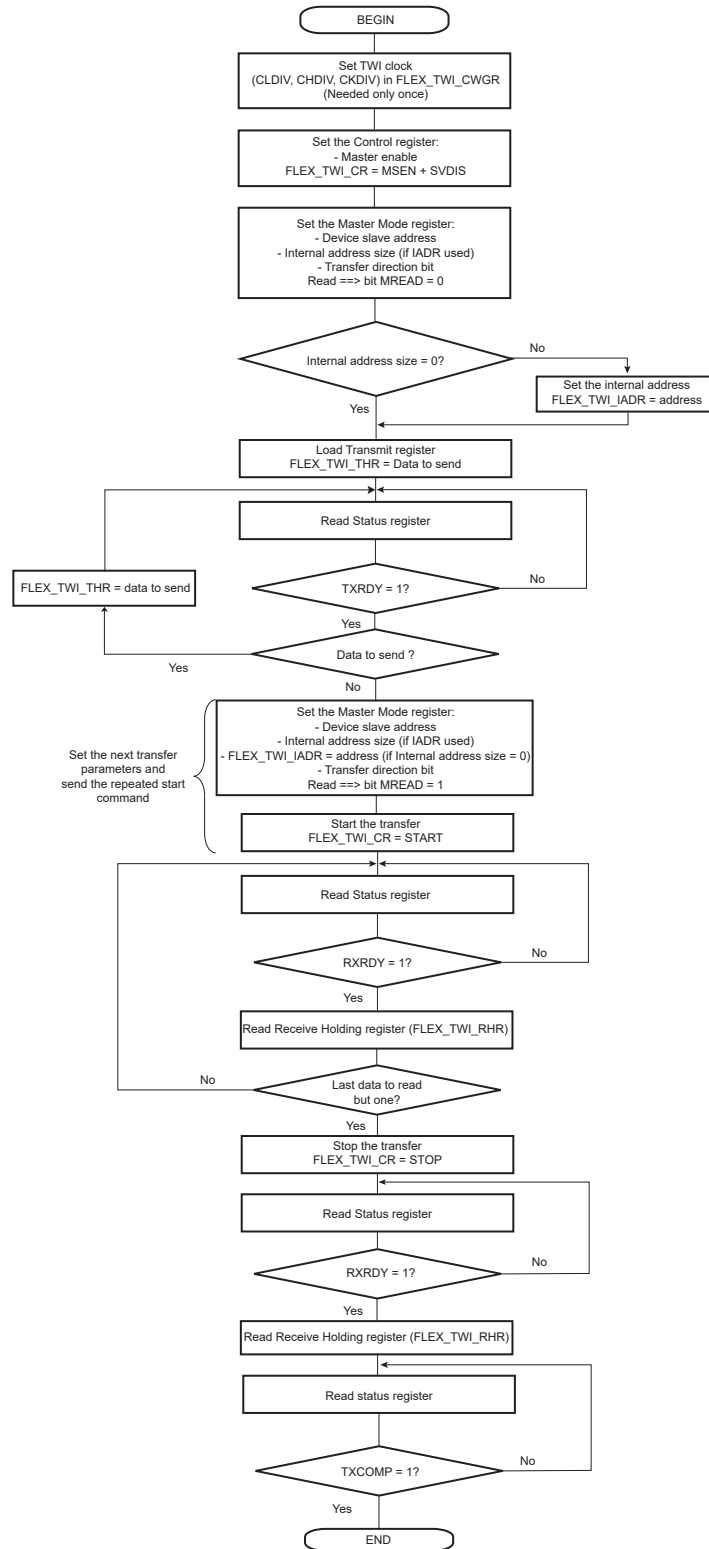 BEGIN
Set TWI clock
(CLDIV, CHDIV, CKDIV) in FLEX_TWI_CWGR
(Needed only once)
Set the Control register:
- Master enable
FLEX_TWI_CR = MSEN + SVDIS
Set the Master Mode register:
- Device slave address
- Internal address size (if IADR used)
- Transfer direction bit
Read ==> bit MREAD = 0
Internal address size = 0?
No
Set the internal address
FLEX_TWI_IADR = address
Yes
Load Transmit register
FLEX_TWI_THR = Data to send
Read Status register
FLEX_TWI_THR = data to send
TXRDY = 1?
No
Yes
Data to send ?
Yes
No
Set the next transfer
parameters and
send the repeated start
command
Set the Master Mode register:
- Device slave address
- Internal address size (if IADR used)
- FLEX_TWI_IADR = address (if Internal address size = 0)
- Transfer direction bit
Read ==> bit MREAD = 1
Start the transfer
FLEX_TWI_CR = START
Read Status register
RXRDY = 1?
No
Yes
Read Receive Holding register (FLEX_TWI_RHR)
No
Last data to read
but one?
Yes
Stop the transfer
FLEX_TWI_CR = STOP
Read Status register
RXRDY = 1?
No
Yes
Read Receive Holding register (FLEX_TWI_RHR)
Read status register
TXCOMP = 1?
No
Yes
END